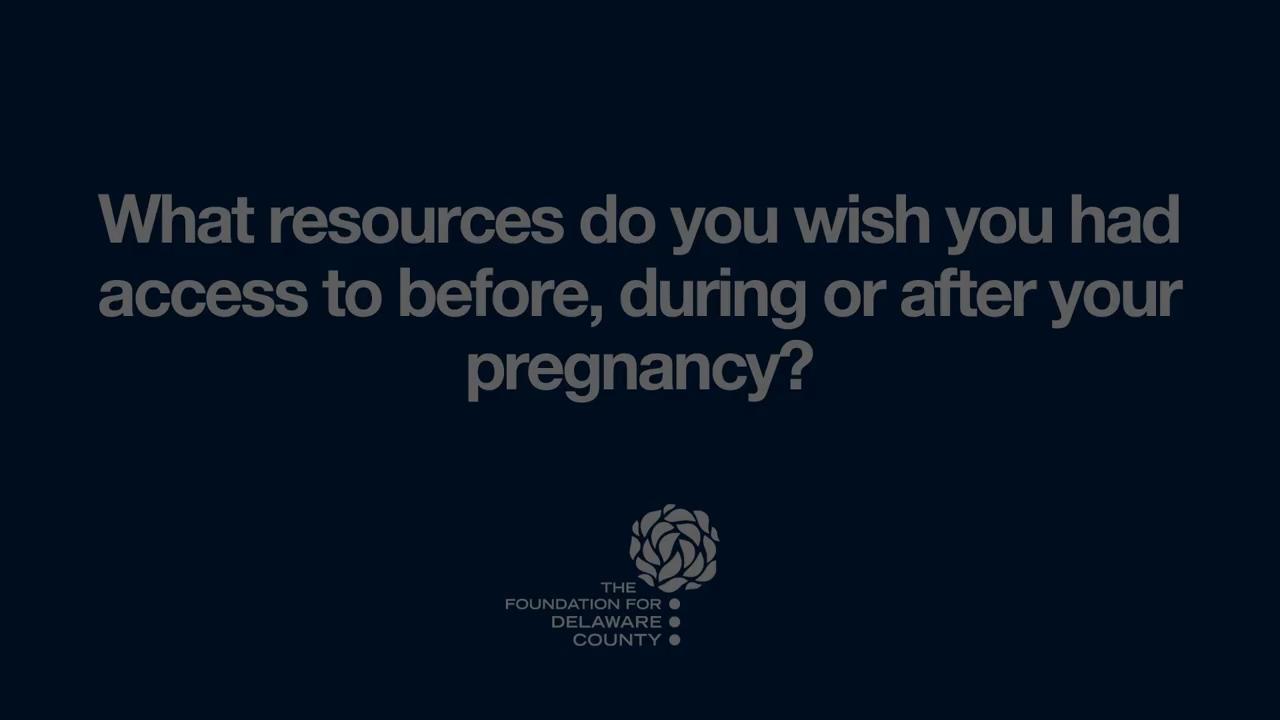 What resources do you wish you had
access to before, during or after your
pregnancy?
THE
FOUNDATION FOR
DELAWARE
COUNTY